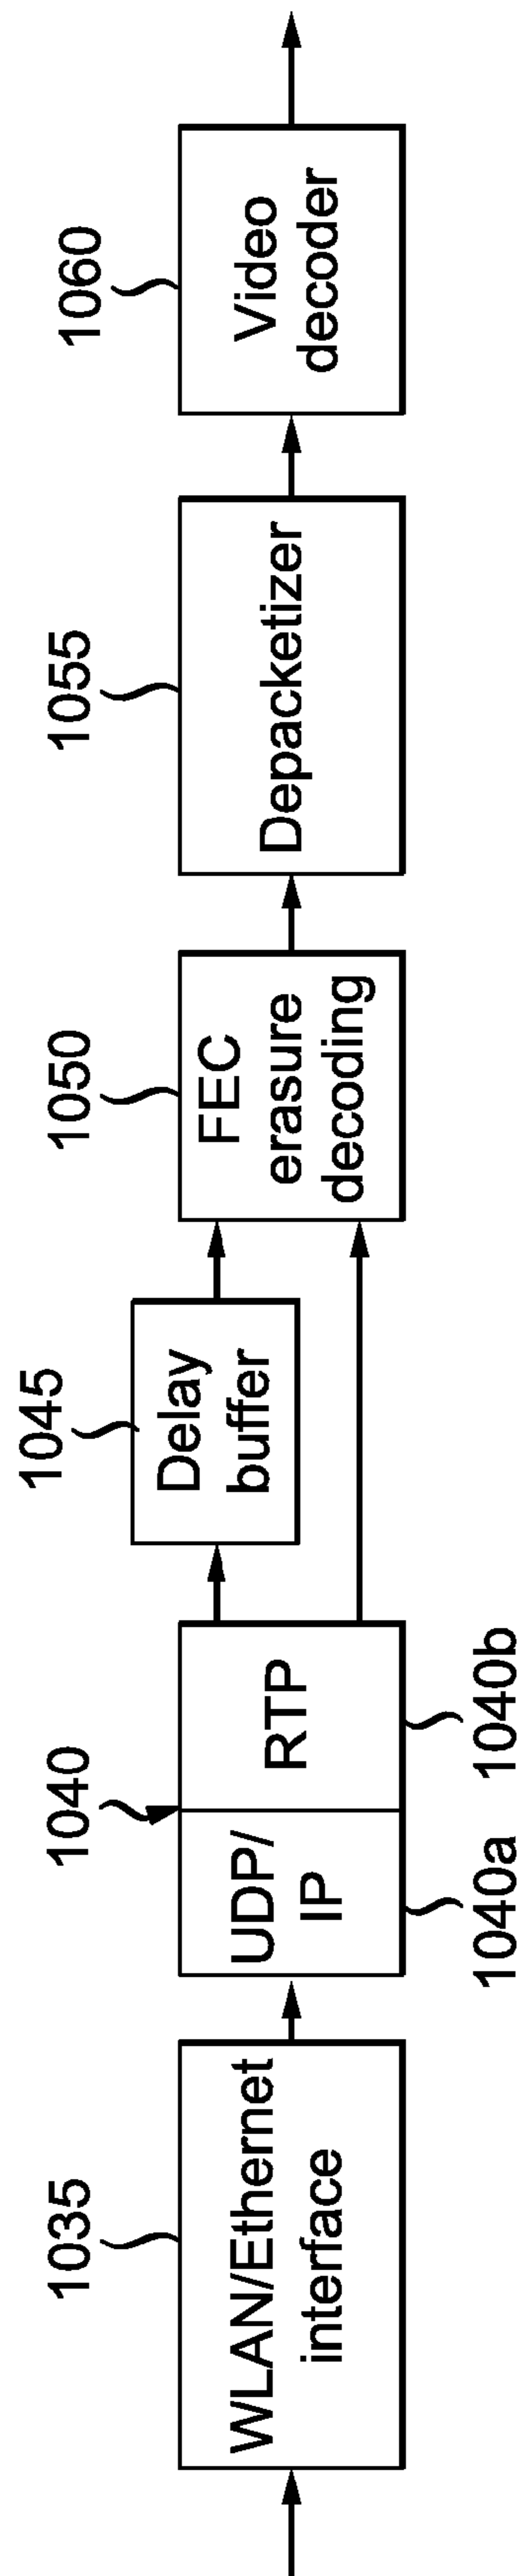 1035
WLAN/Ethernet
interface
1040
UDP/
IP
RTP
1040a
1040b
1045
Delay
buffer
1050
FEC
erasure
decoding
1055
Depacketizer
1060
Video
decoder